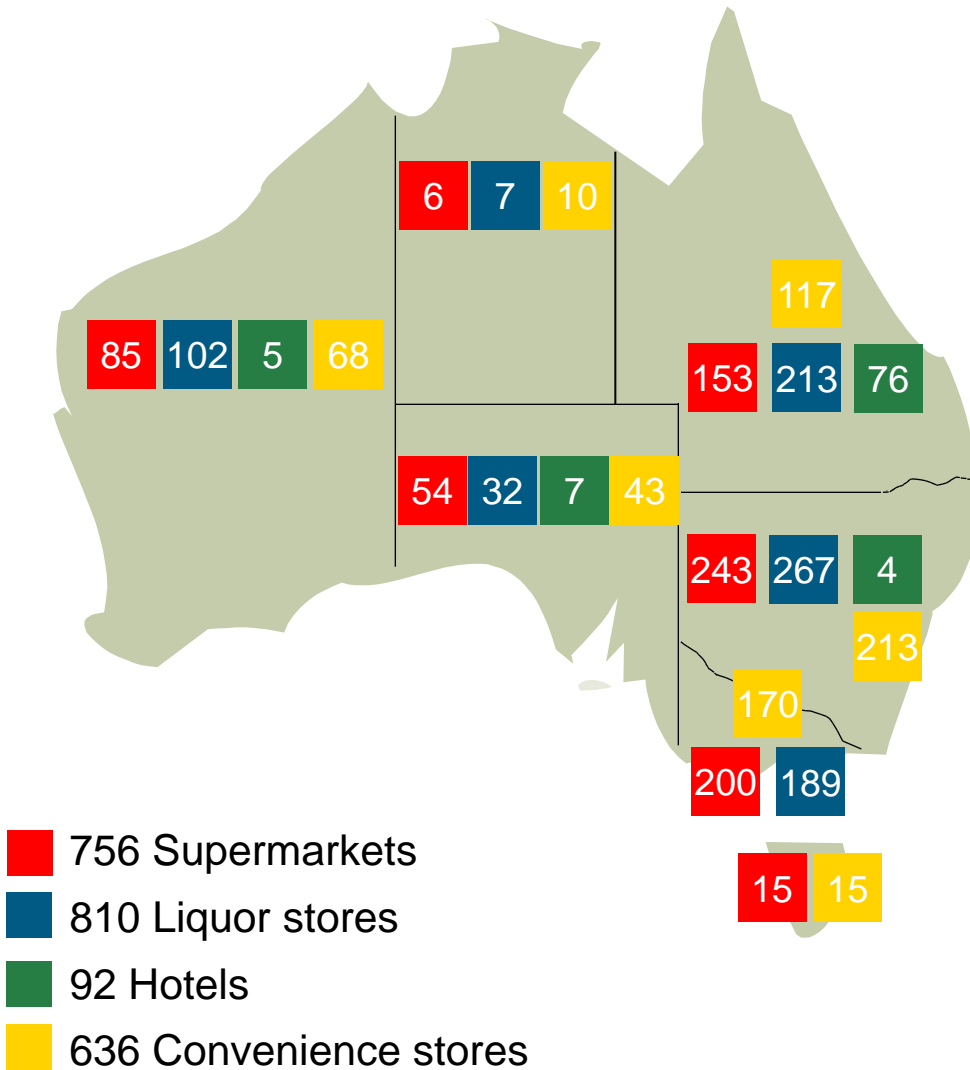 6 7 10
117
85 102 5 68
153 213 76
54 32 7 43
243 267 4
213
170
200 189
15 15
756 Supermarkets
810 Liquor stores
92 Hotels
636 Convenience stores